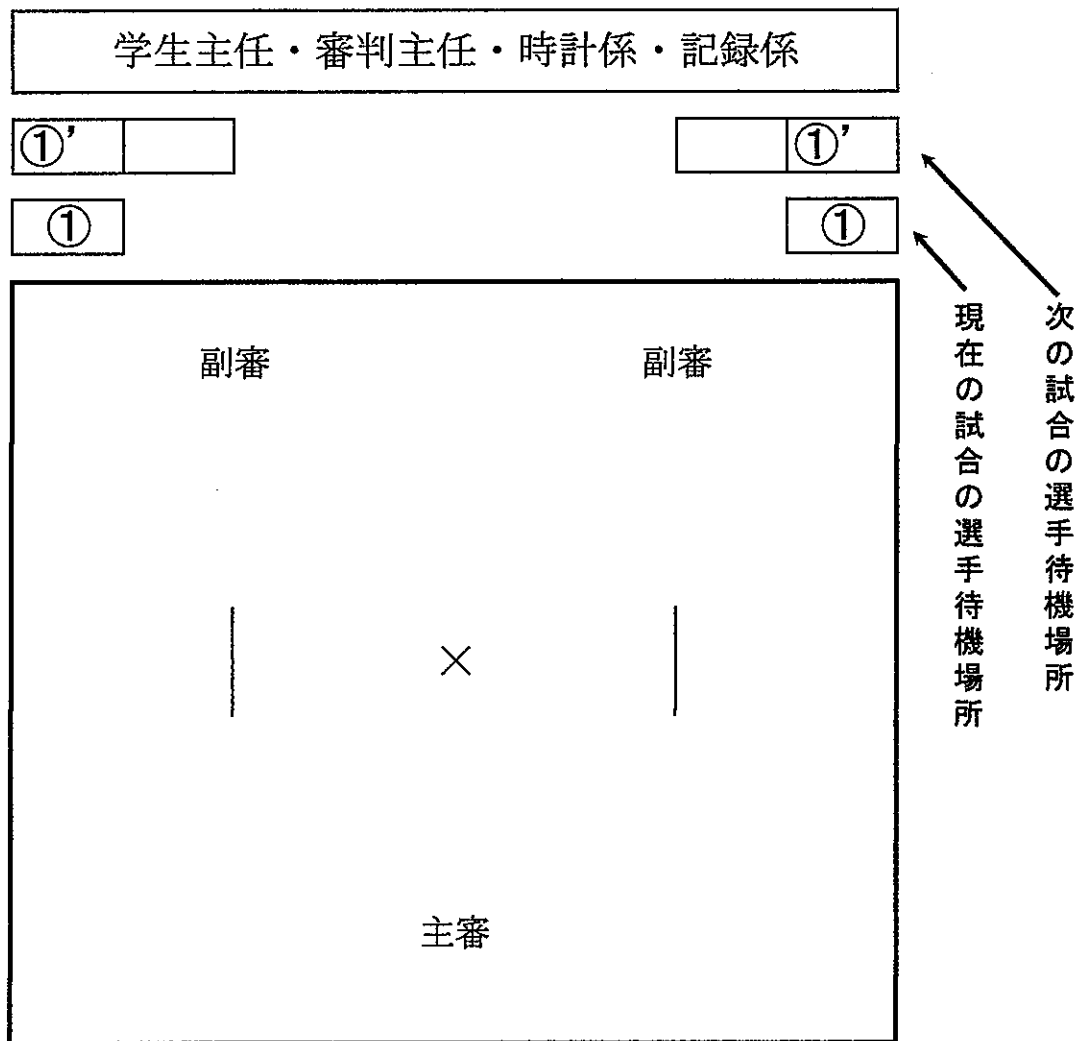 学生主任・審判主任・時計係・記録係
①’
①’
①
①
副審
副審
×
主審
現在の試合の選手待機場所
次の試合の選手待機場所